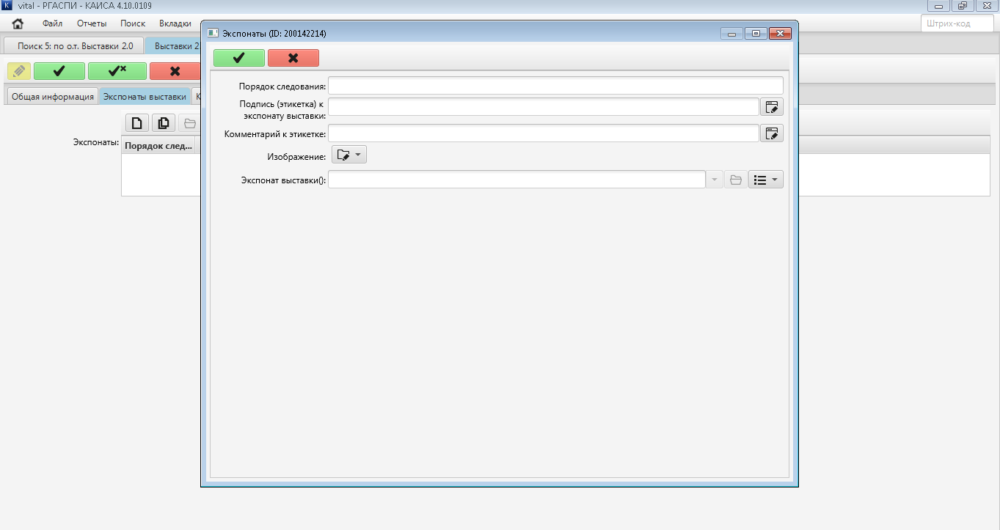 K vital - РГАСПИ - КАИСА 4.10.0109
Файл Отчеты Поиск Вкладки
Штрих-код
Экспонаты (ID: 200142214)
Поиск 5: по о.т. Выставки 2.0 Выставки 2
Общая информация Экспонаты выставки К
Порядок следования:
Подпись (этикетка) к
экспонату выставки:
Комментарий к этикетке:
Экспонаты: Порядок след...
Изображение:
Экспонат выставки():